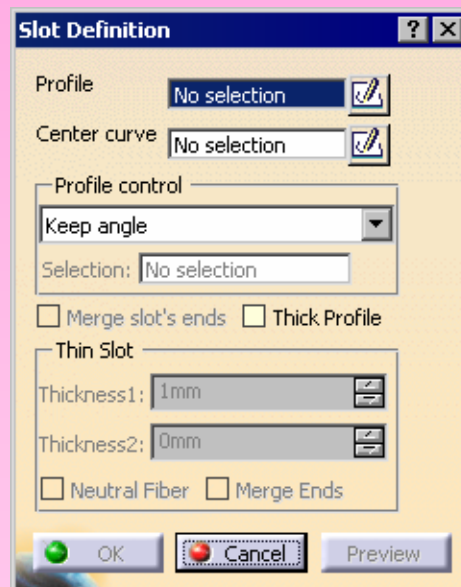 Slot Definition
Profile No selection
Center curve No selection
Profile control
Keep angle
Selection: No selection
Merge slot's ends Thick Profile
Thin Slot
Thickness1: 1mm
Thickness2: 0mm
Neutral Fiber Merge Ends
OK Cancel Preview